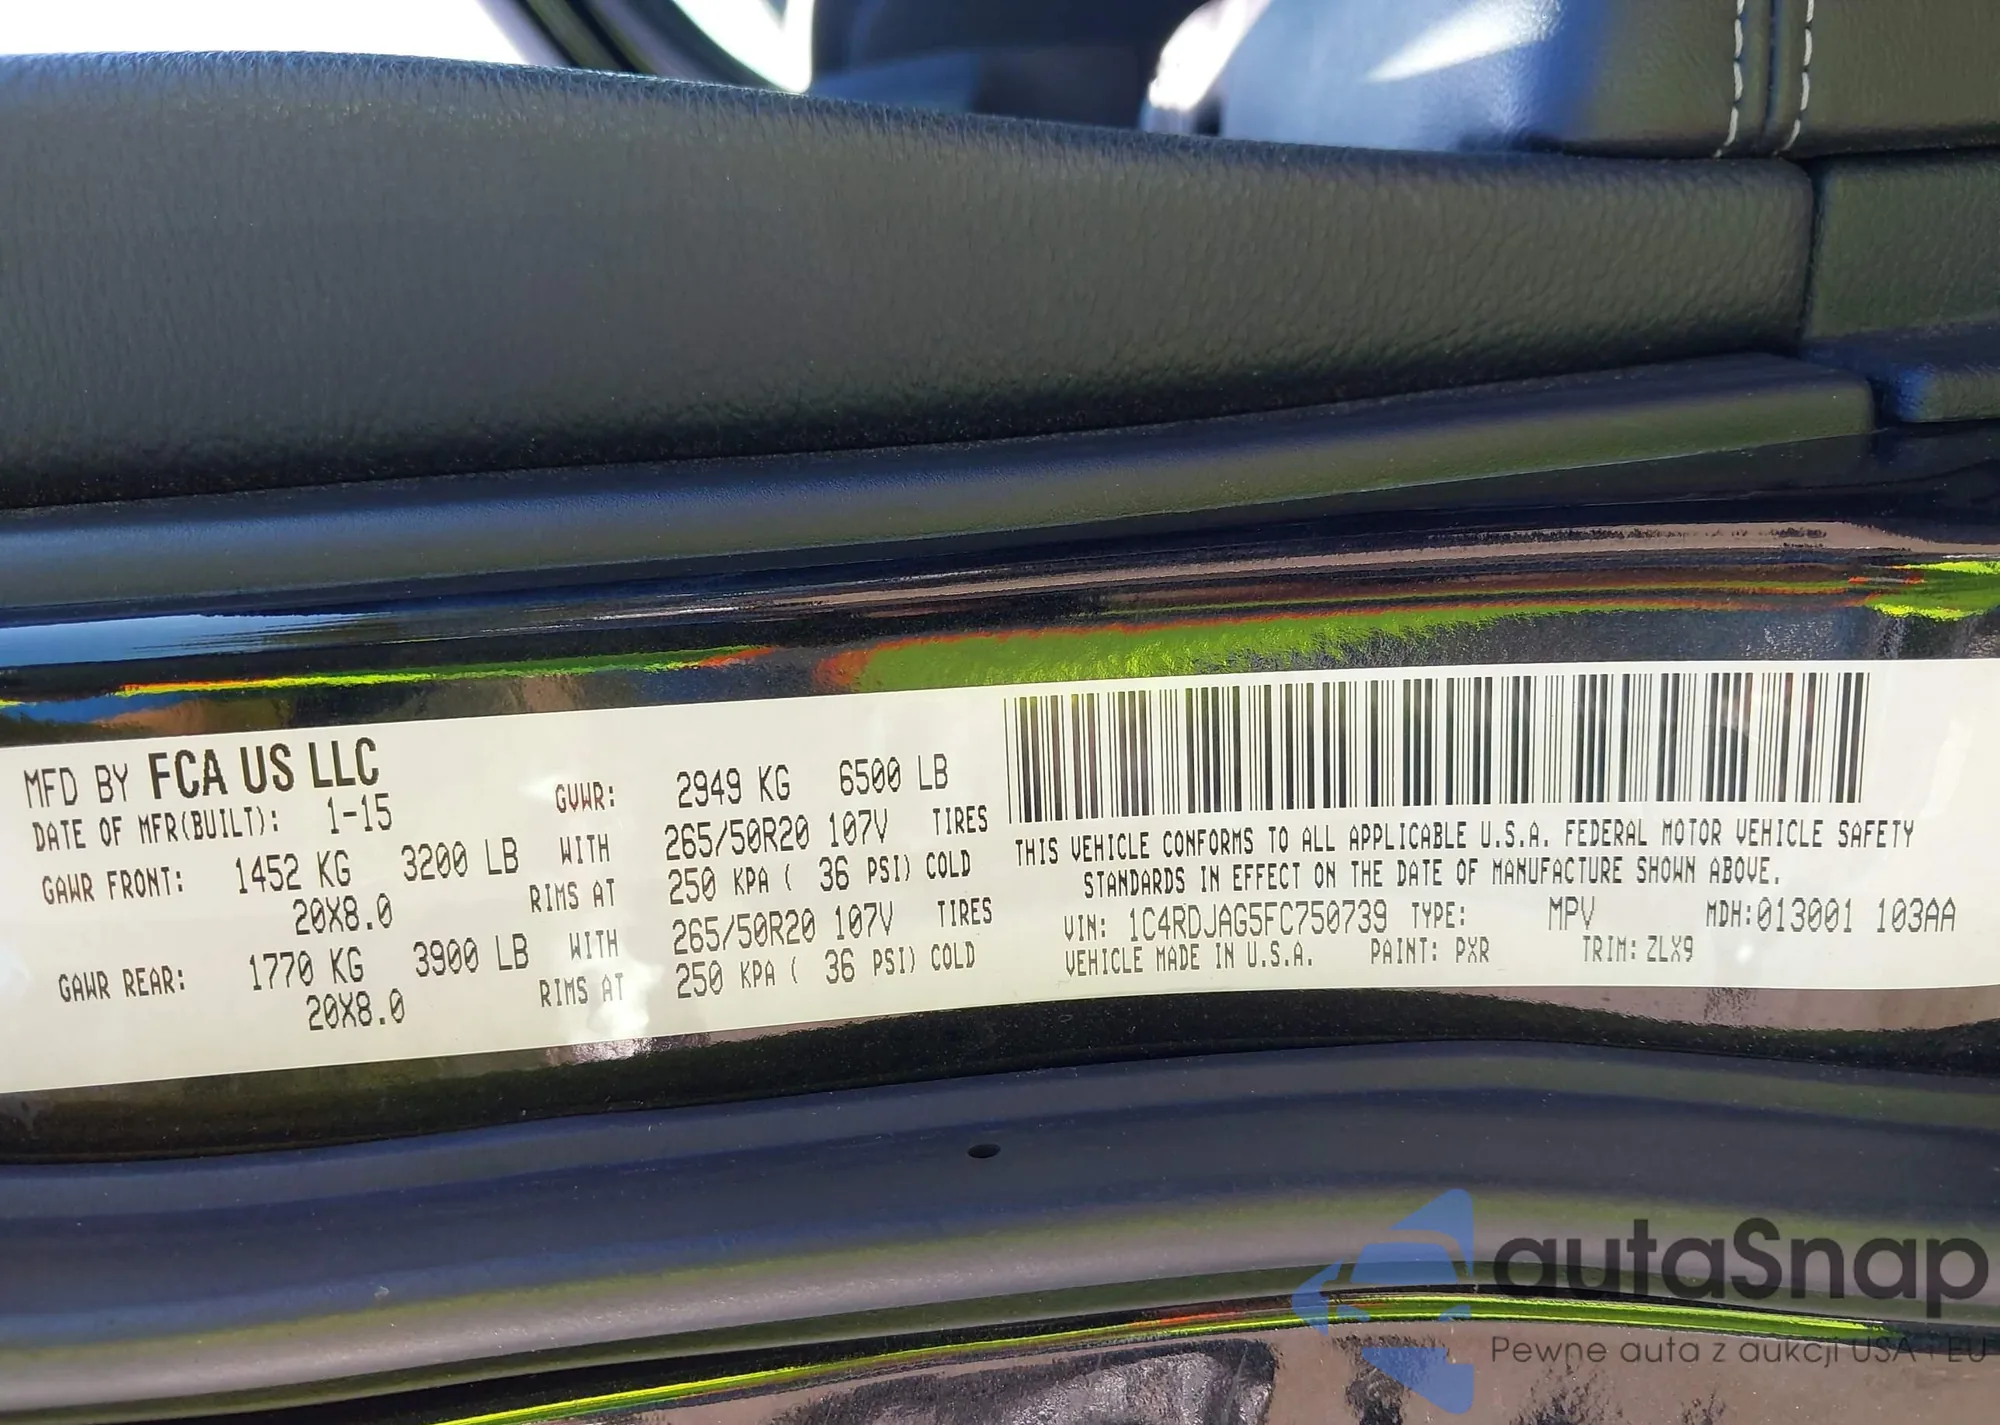 MFD BY FCA US LLC
DATE OF MFR(BUILT): 1-15
GVWR: 2949 KG 6500 LB
GAWR FRONT: 1452 KG 3200 LB WITH 265/50R20 107V TIRES
20X8.0 RIMS AT 250 KPA ( 36 PSI) COLD
GAWR REAR: 1770 KG 3900 LB WITH 265/50R20 107V TIRES
20X8.0 RIMS AT 250 KPA ( 36 PSI) COLD
THIS VEHICLE CONFORMS TO ALL APPLICABLE U.S.A. FEDERAL MOTOR VEHICLE SAFETY
STANDARDS IN EFFECT ON THE DATE OF MANUFACTURE SHOWN ABOVE.
VIN: 1C4RDJAG5FC750739 TYPE: MPV MDH:013001 103AA
VEHICLE MADE IN U.S.A. PAINT: PXR TRIM: ZLX9
autaSnap
Pewne auta z aukcji USA i EU